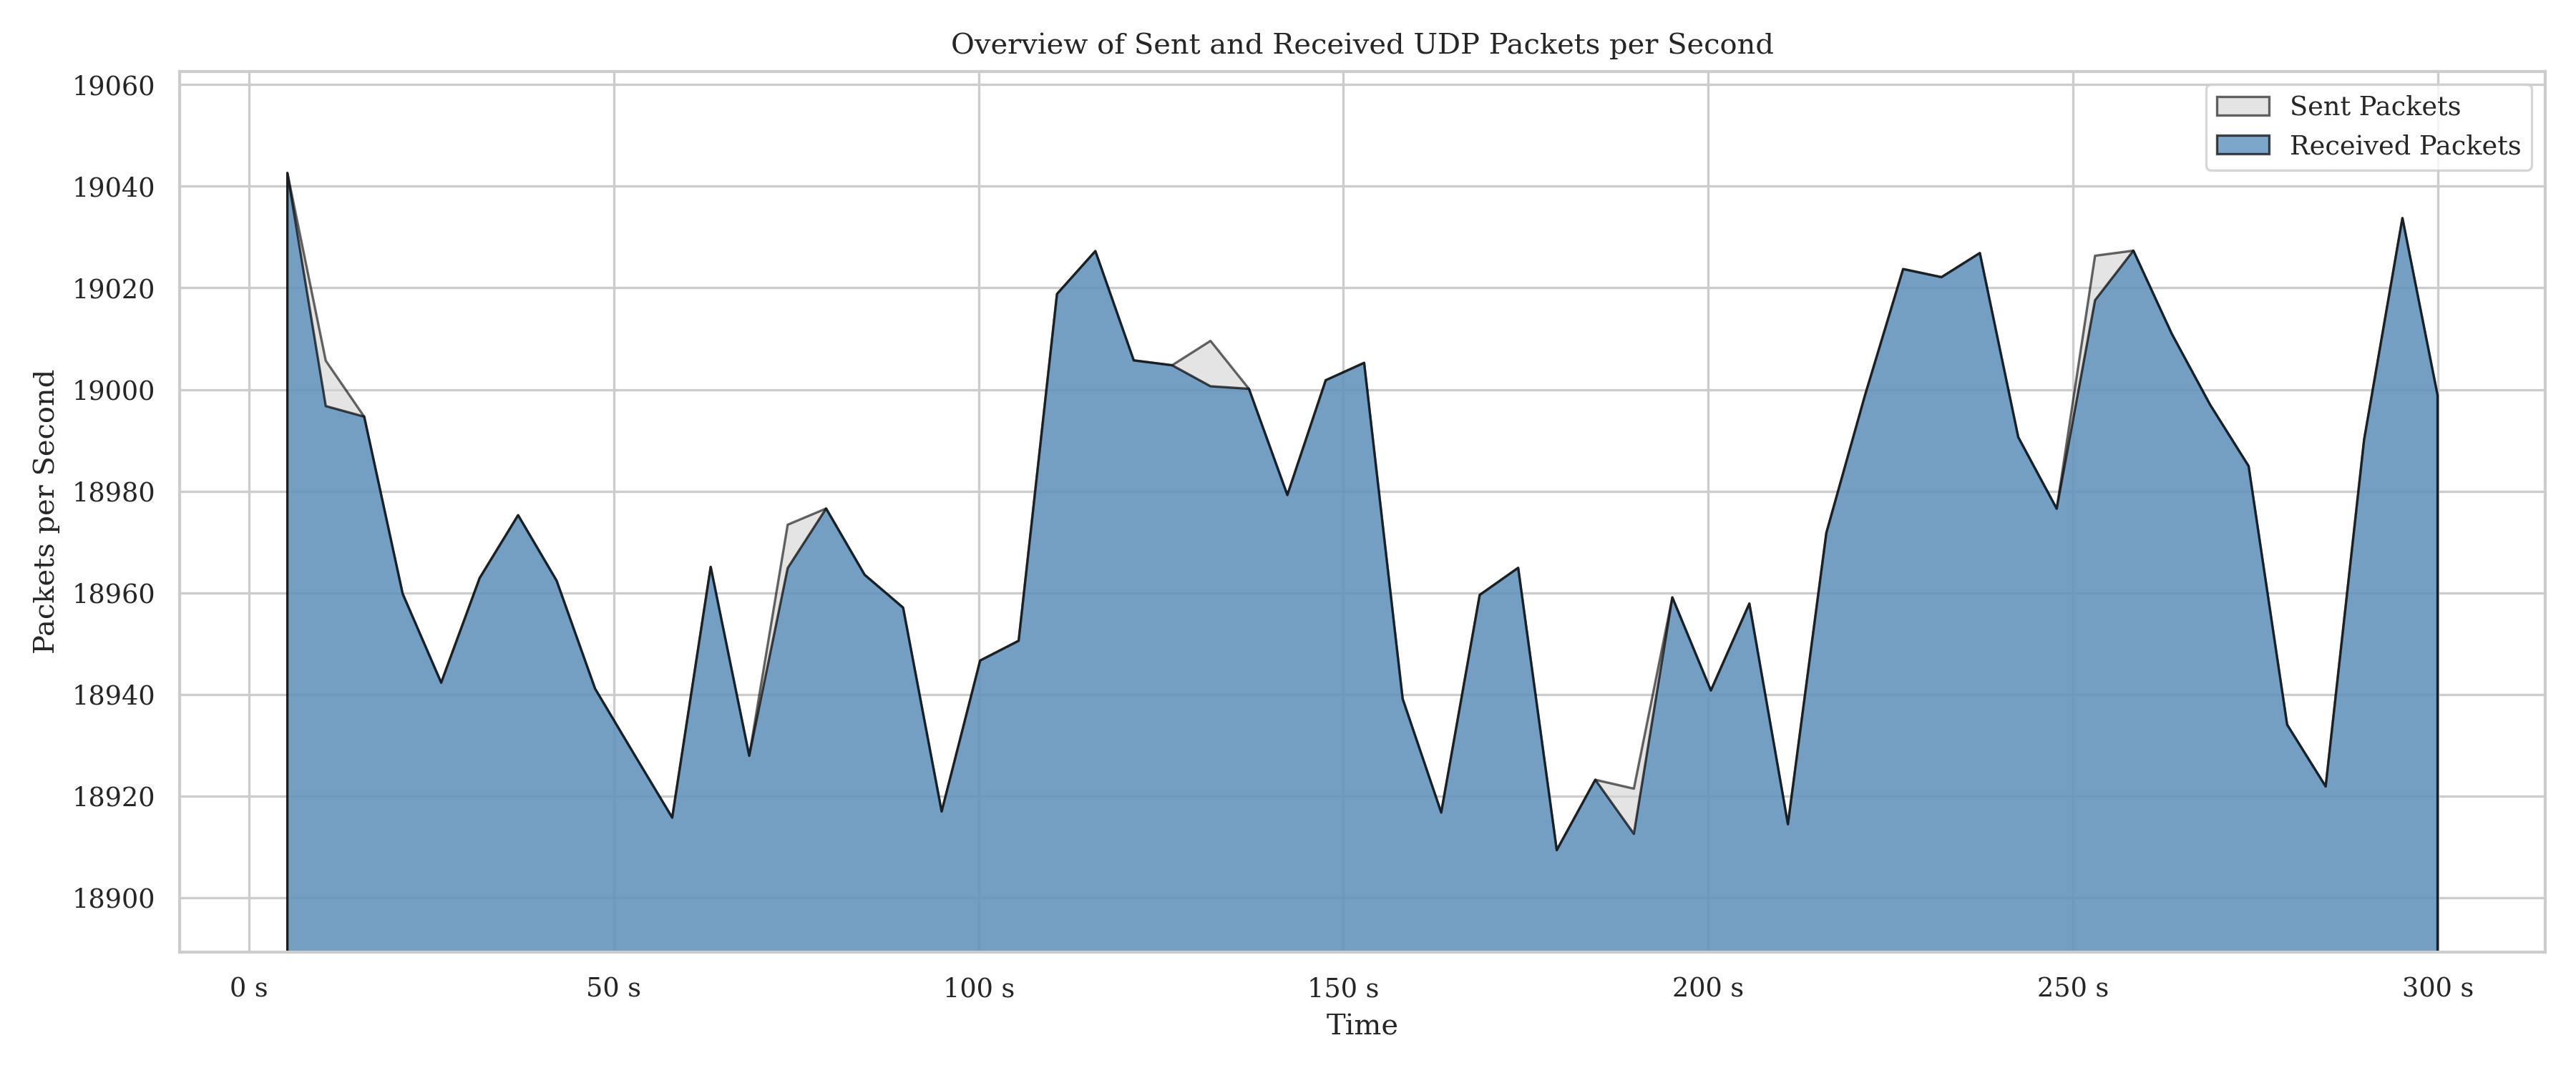 Overview of Sent and Received UDP Packets per Second
19060
19040
19020
19000
18980
18960
18940
18920
18900
Packets per Second
Sent Packets
Received Packets
0 s 50 s 100 s 150 s 200 s 250 s 300 s
Time